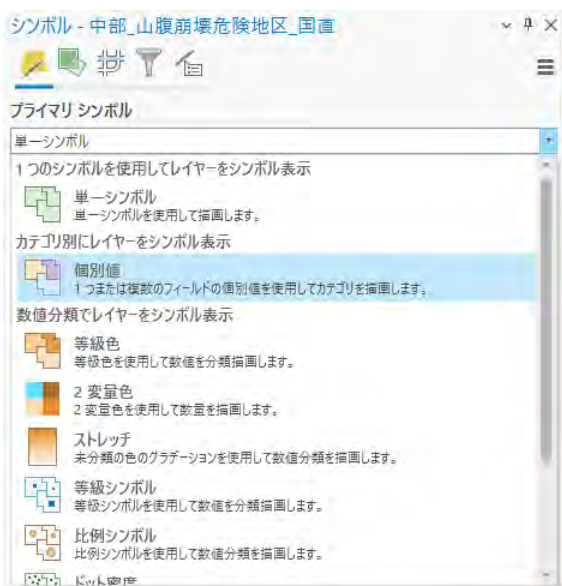 シンボル - 中部_山腹崩壊危険地区_国直
プライマリ シンボル
単一シンボル
1 つのシンボルを使用してレイヤーをシンボル表示
単一シンボル
単一シンボルを使用して描画します。
カテゴリ別にレイヤーをシンボル表示
個別値
1 つまたは複数のフィールドの個別値を使用してカテゴリを描画します。
数値分類でレイヤーをシンボル表示
等級色
等級色を使用して数値を分類描画します。
2 変量色
2 変量色を使用して数量を描画します。
ストレッチ
未分類の色のグラデーションを使用して数値分類を描画します。
等級シンボル
等級シンボルを使用して数値を分類描画します。
比例シンボル
比例シンボルを使用して数値分類を描画します。
ドット密度